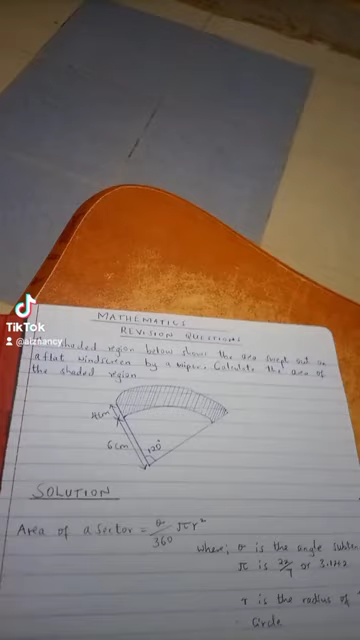 TikTok
@aiznancy
MATHEMATICS
REVISION QUESTIONS
shaded region below shows the area swept out on
a flat windscreen by a wiper. Calculate the area of
the shaded region
4cm
6cm
120°
SOLUTION
Area of a sector = θ/360 πr²
where; θ is the angle subten
π is 22/7 or 3.142
r is the radius of
circle